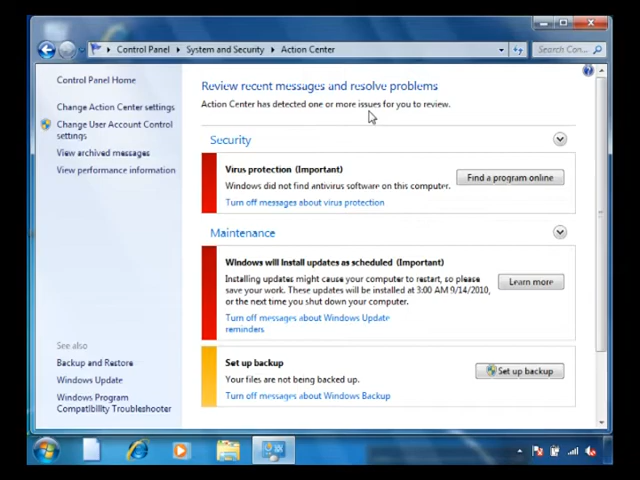 Control Panel
System and Security
Action Center
Search Con...
Control Panel Home
Change Action Center settings
Change User Account Control
settings
View archived messages
View performance information
See also
Backup and Restore
Windows Update
Windows Program
Compatibility Troubleshooter
Review recent messages and resolve problems
Action Center has detected one or more issues for you to review.
Security
Virus protection (Important)
Windows did not find antivirus software on this computer.
Find a program online
Turn off messages about virus protection
Maintenance
Windows will install updates as scheduled (Important)
Installing updates might cause your computer to restart, so please
save your work. These updates will be installed at 3:00 AM 9/14/2010,
or the next time you shut down your computer.
Learn more
Turn off messages about Windows Update
reminders
Set up backup
Your files are not being backed up.
Set up backup
Turn off messages about Windows Backup